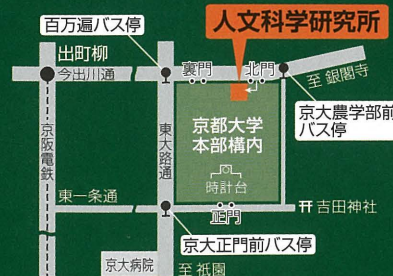 人文科学研究所
百万遍バス停
出町柳
今出川通
裏門
北門
至 銀閣寺
京大農学部前
バス停
京阪電鉄
東大路通
京都大学
本部構内
時計台
東一条通
正門
吉田神社
京大正門前バス停
京大病院
至 祇園